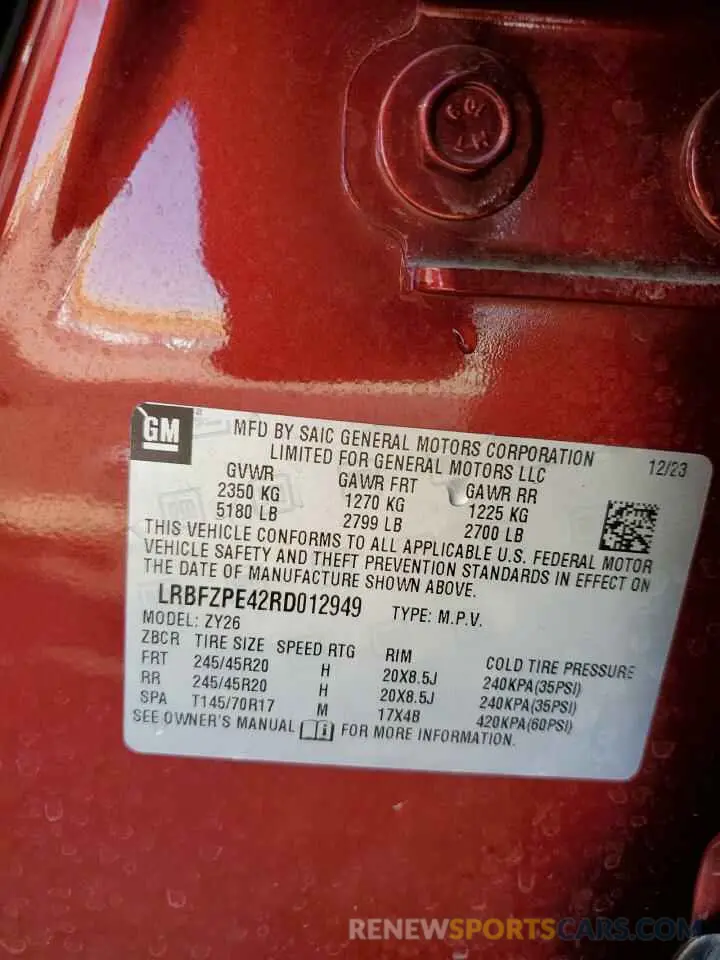 GM
MFD BY SAIC GENERAL MOTORS CORPORATION
LIMITED FOR GENERAL MOTORS LLC
12/23
GVWR GAWR FRT GAWR RR
2350 KG 1270 KG 1225 KG
5180 LB 2799 LB 2700 LB
THIS VEHICLE CONFORMS TO ALL APPLICABLE U.S. FEDERAL MOTOR
VEHICLE SAFETY AND THEFT PREVENTION STANDARDS IN EFFECT ON
THE DATE OF MANUFACTURE SHOWN ABOVE.
LRBFZPE42RD012949 TYPE: M.P.V.
MODEL: ZY26
ZBCR TIRE SIZE SPEED RTG RIM COLD TIRE PRESSURE
FRT 245/45R20 H 20X8.5J 240KPA(35PSI)
RR 245/45R20 H 20X8.5J 240KPA(35PSI)
SPA T145/70R17 M 17X4B 420KPA(60PSI)
SEE OWNER'S MANUAL FOR MORE INFORMATION.
RENEWSPORTSCARS.COM